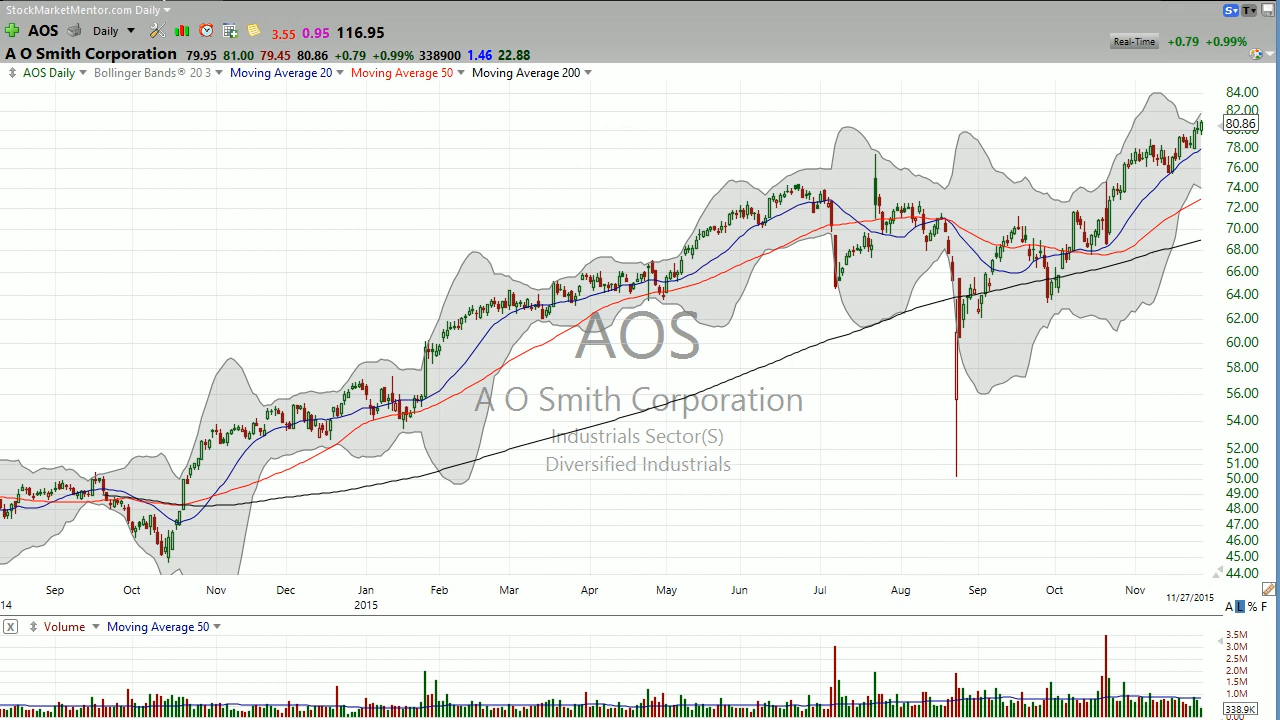 StockMarketMentor.com Daily
S T
AOS Daily 3.55 0.95 116.95
A O Smith Corporation 79.95 81.00 79.45 80.86 +0.79 +0.99% 338900 1.46 22.88
Real-Time +0.79 +0.99%
AOS Daily Bollinger Bands® 20 3 Moving Average 20 Moving Average 50 Moving Average 200
84.00
82.00
80.86
80.00
78.00
76.00
74.00
72.00
70.00
68.00
66.00
64.00
62.00
60.00
58.00
56.00
54.00
52.00
51.00
50.00
49.00
48.00
47.00
46.00
45.00
44.00
AOS
A O Smith Corporation
Industrials Sector(S)
Diversified Industrials
Sep Oct Nov Dec Jan Feb Mar Apr May Jun Jul Aug Sep Oct Nov
14 2015 11/27/2015
A L % F
X Volume Moving Average 50
3.5M
3.0M
2.5M
2.0M
1.5M
1.0M
338.9K
0.00